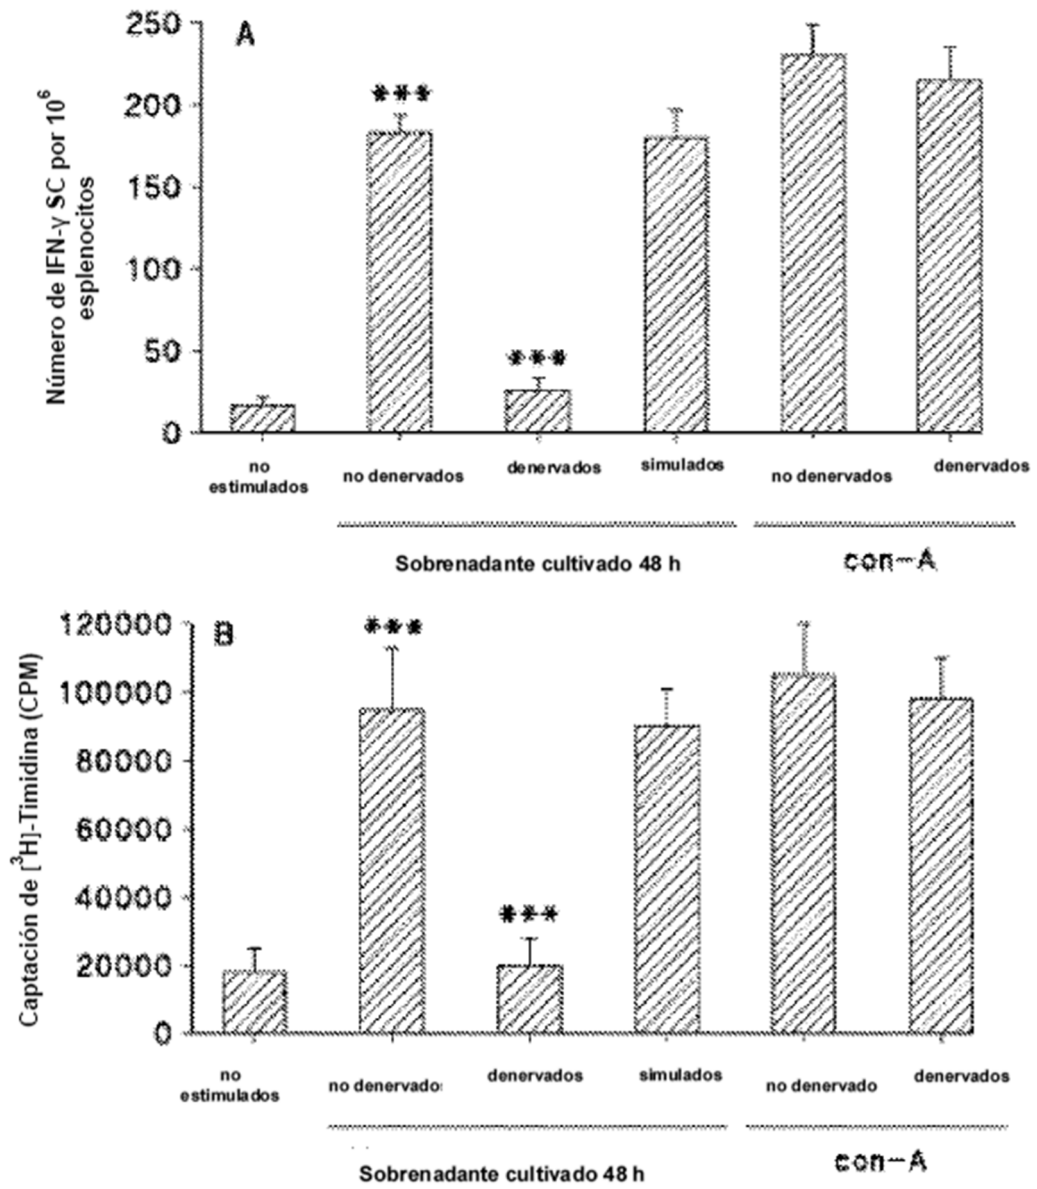 A
250
200
150
100
50
0
Número de IFN-γ SC por 10⁶
esplenocitos
***
***
no
estimulados
no denervados
denervados
simulados
no denervados
denervados
Sobrenadante cultivado 48 h
con-A
B
120000
100000
80000
60000
40000
20000
0
Captación de [³H]-Timidina (CPM)
***
***
no
estimulados
no denervado
denervados
simulados
no denervado
denervados
Sobrenadante cultivado 48 h
con-A